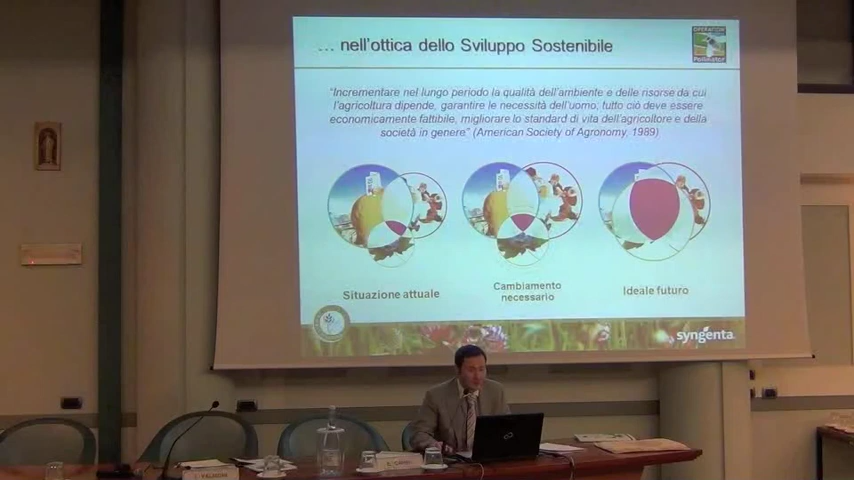 ... nell'ottica dello Sviluppo Sostenibile
OPERATION
Pollinator
"Incrementare nel lungo periodo la qualità dell'ambiente e delle risorse da cui
l'agricoltura dipende, garantire le necessità dell'uomo; tutto ciò deve essere
economicamente fattibile, migliorare lo standard di vita dell'agricoltore e della
società in genere" (American Society of Agronomy. 1989)
Situazione attuale
Cambiamento
necessario
Ideale futuro
syngenta